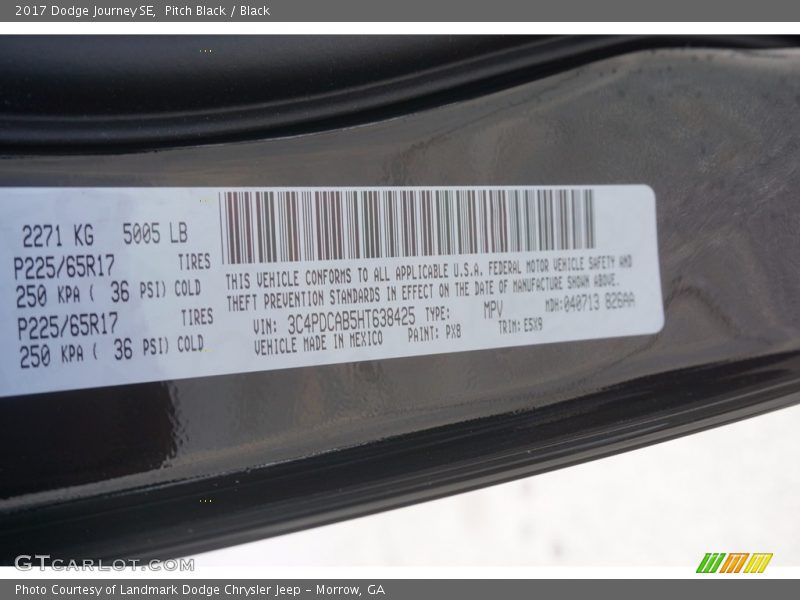 2017 Dodge Journey SE, Pitch Black / Black
2271 KG 5005 LB
P225/65R17 TIRES
250 KPA ( 36 PSI) COLD
P225/65R17 TIRES
250 KPA ( 36 PSI) COLD
THIS VEHICLE CONFORMS TO ALL APPLICABLE U.S.A. FEDERAL MOTOR VEHICLE SAFETY AND
THEFT PREVENTION STANDARDS IN EFFECT ON THE DATE OF MANUFACTURE SHOWN ABOVE.
VIN: 3C4PDCAB5HT638425 TYPE: MPV MDH:040713 826AA
VEHICLE MADE IN MEXICO PAINT: PX8 TRIM: E5X9
GTCARLOT.COM
Photo Courtesy of Landmark Dodge Chrysler Jeep – Morrow, GA